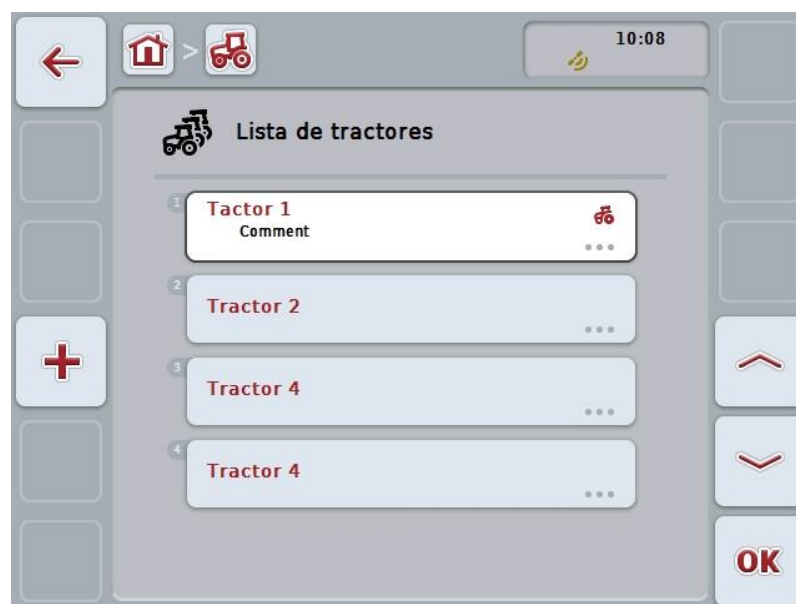 >
10:08
Lista de tractores
1
Tactor 1
Comment
2
Tractor 2
3
Tractor 4
4
Tractor 4
OK